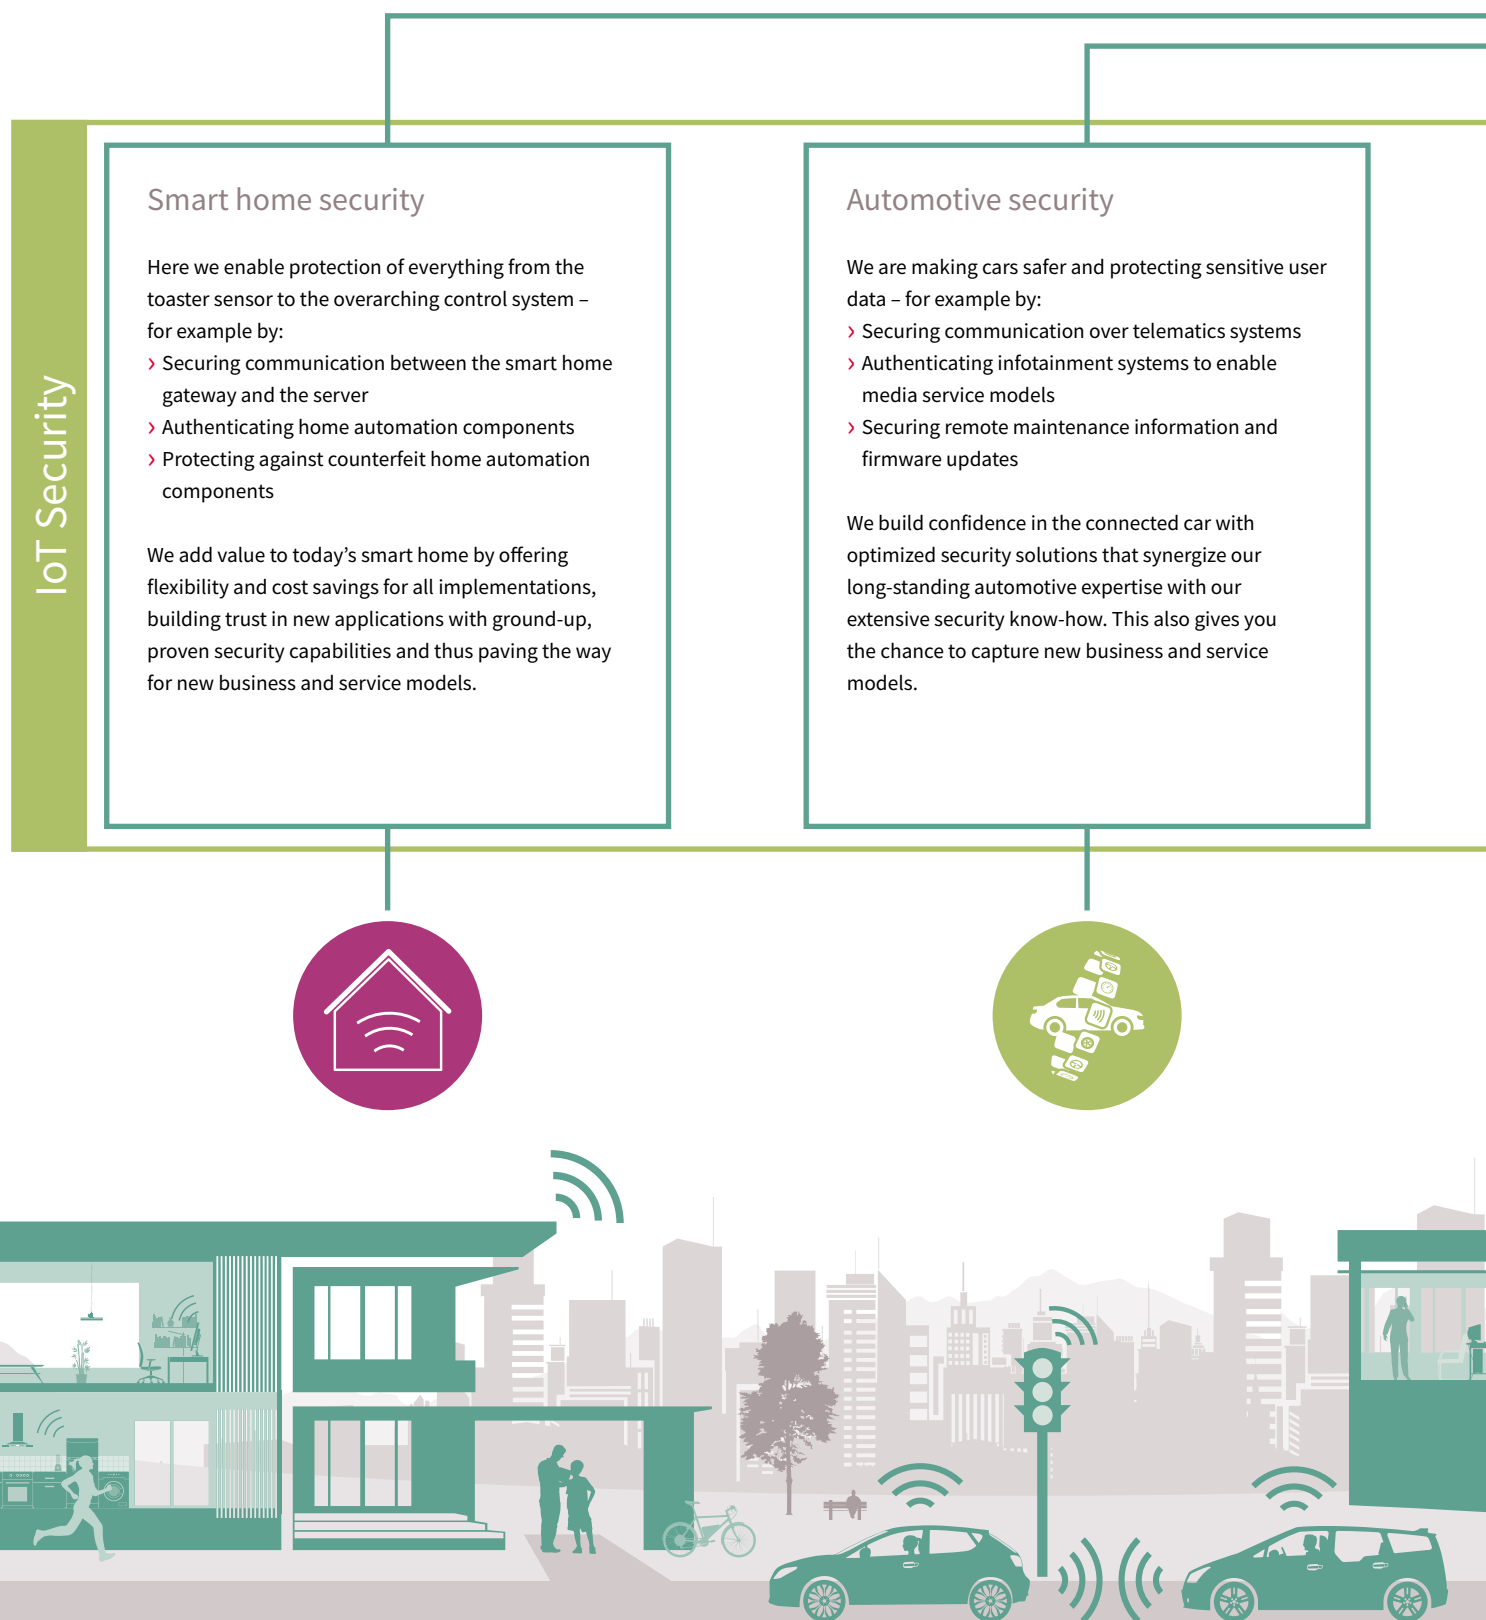 IoT Security
Smart home security
Here we enable protection of everything from the
toaster sensor to the overarching control system –
for example by:
› Securing communication between the smart home
gateway and the server
› Authenticating home automation components
› Protecting against counterfeit home automation
components
We add value to today’s smart home by offering
flexibility and cost savings for all implementations,
building trust in new applications with ground-up,
proven security capabilities and thus paving the way
for new business and service models.
Automotive security
We are making cars safer and protecting sensitive user
data – for example by:
› Securing communication over telematics systems
› Authenticating infotainment systems to enable
media service models
› Securing remote maintenance information and
firmware updates
We build confidence in the connected car with
optimized security solutions that synergize our
long-standing automotive expertise with our
extensive security know-how. This also gives you
the chance to capture new business and service
models.